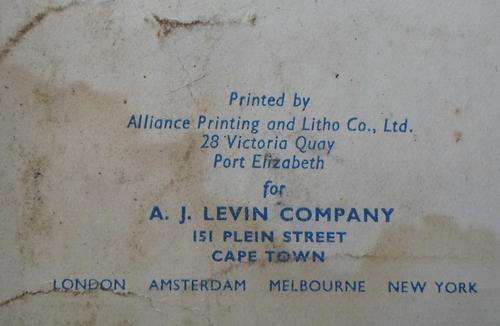 Printed by
Alliance Printing and Litho Co., Ltd.
28 Victoria Quay
Port Elizabeth
for
A. J. LEVIN COMPANY
151 PLEIN STREET
CAPE TOWN
LONDON AMSTERDAM MELBOURNE NEW YORK